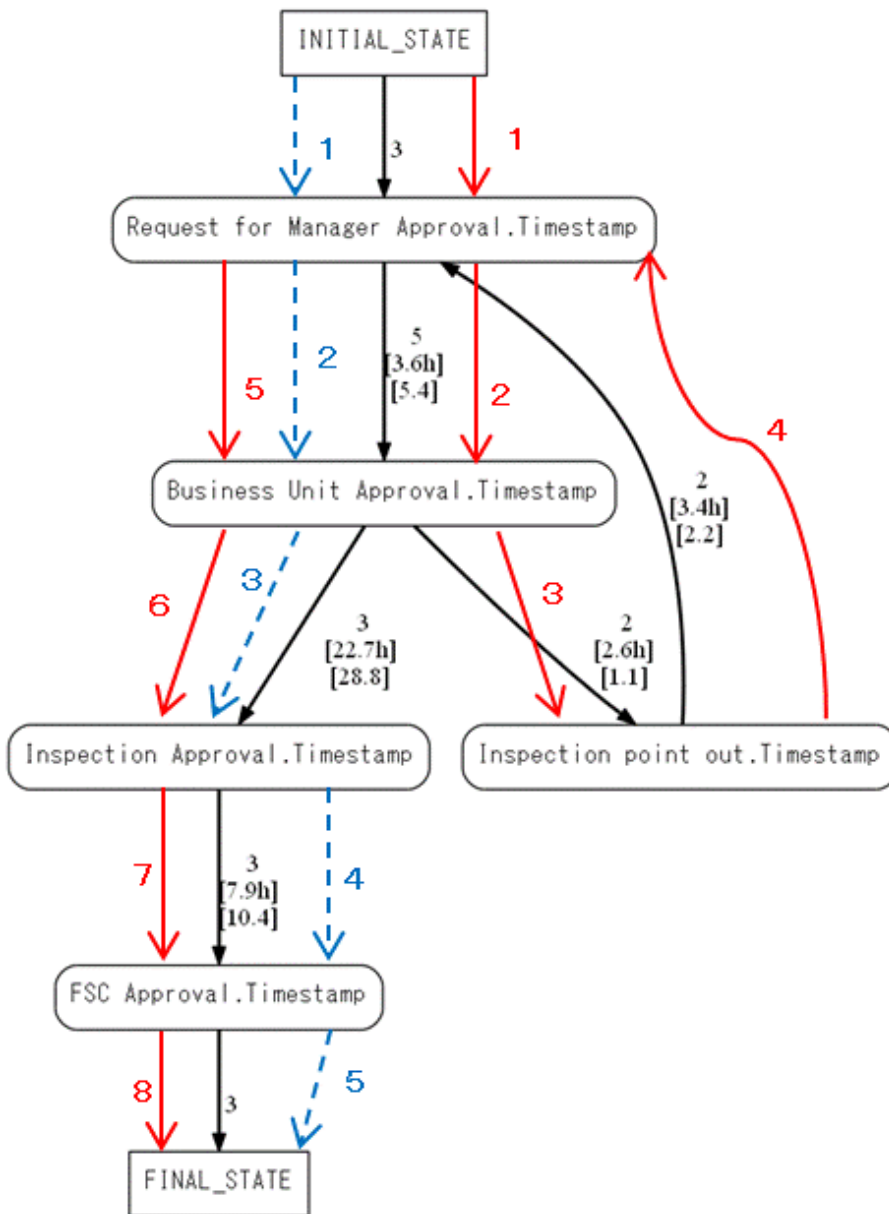 INITIAL_STATE
1
3
1
Request for Manager Approval.Timestamp
5
2
5
[3.6h]
[5.4]
2
4
Business Unit Approval.Timestamp
2
[3.4h]
[2.2]
6
3
3
[22.7h]
[28.8]
3
2
[2.6h]
[1.1]
Inspection Approval.Timestamp
Inspection point out.Timestamp
7
3
[7.9h]
[10.4]
4
FSC Approval.Timestamp
8
3
5
FINAL_STATE